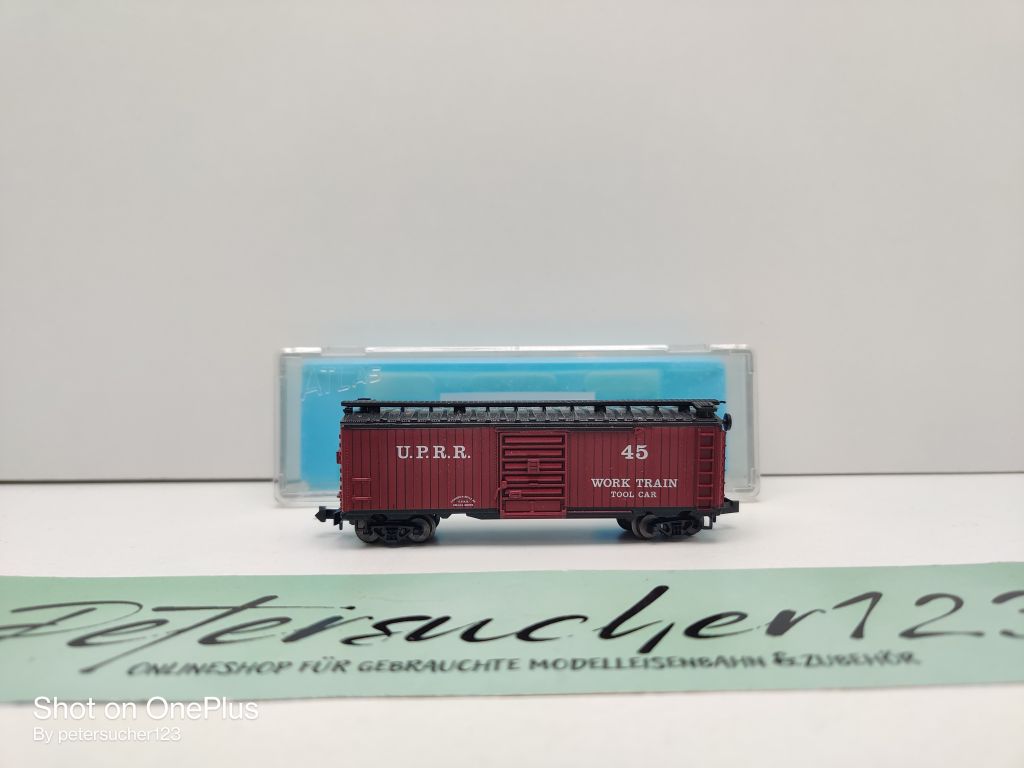 ATLAS
U.P.R.R.
45
WORK TRAIN
TOOL CAR
Petersucher123
ONLINESHOP FÜR GEBRAUCHTE MODELLEISENBAHN & ZUBEHÖR
Shot on OnePlus
By petersucher123